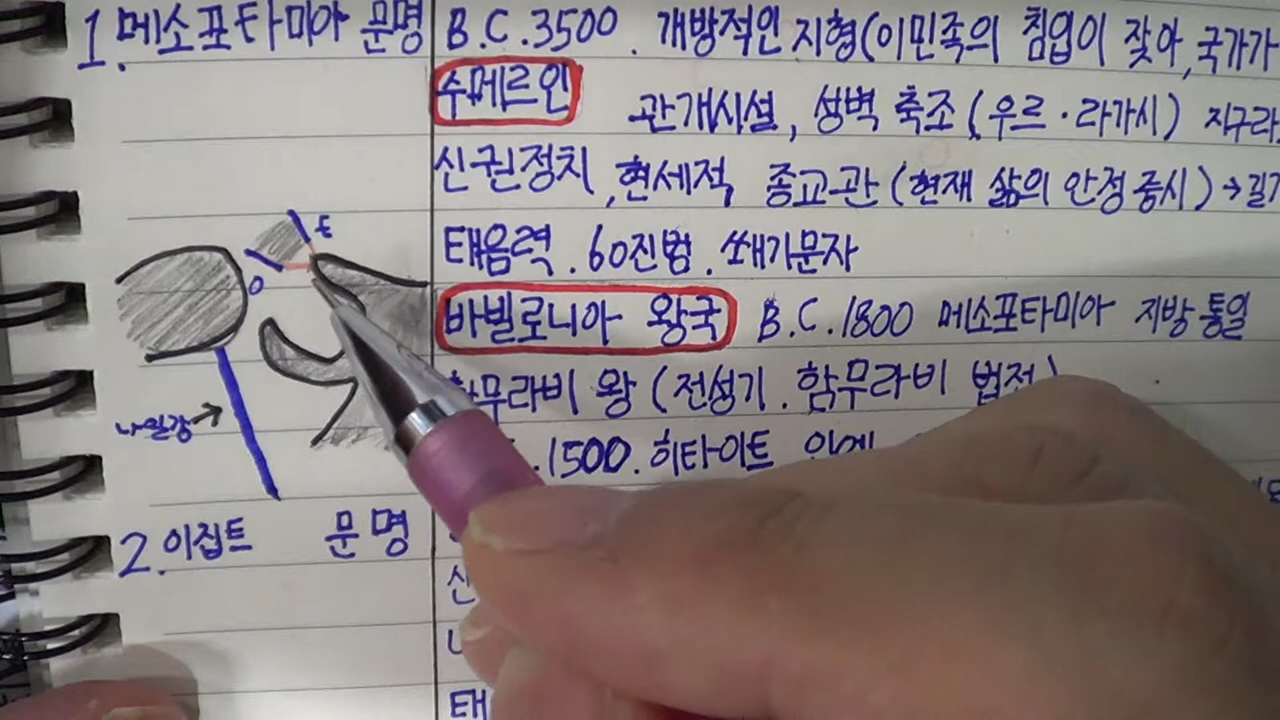 1. 메소포타미아 문명 B.C.3500. 개방적인 지형(이민족의 침입이 잦아, 국가가
수메르인 관개시설, 성벽 축조 (우르·라가시) 지구라
신권정치, 현세적 종교관 (현재 삶의 안정 중시) →
태음력. 60진법. 쐐기문자
바빌로니아 왕국 B.C.1800 메소포타미아 지방 통일
함무라비 왕 (전성기. 함무라비 법전)
.1500. 히타이트
E
O
나일강 →
2. 이집트 문명
신
태